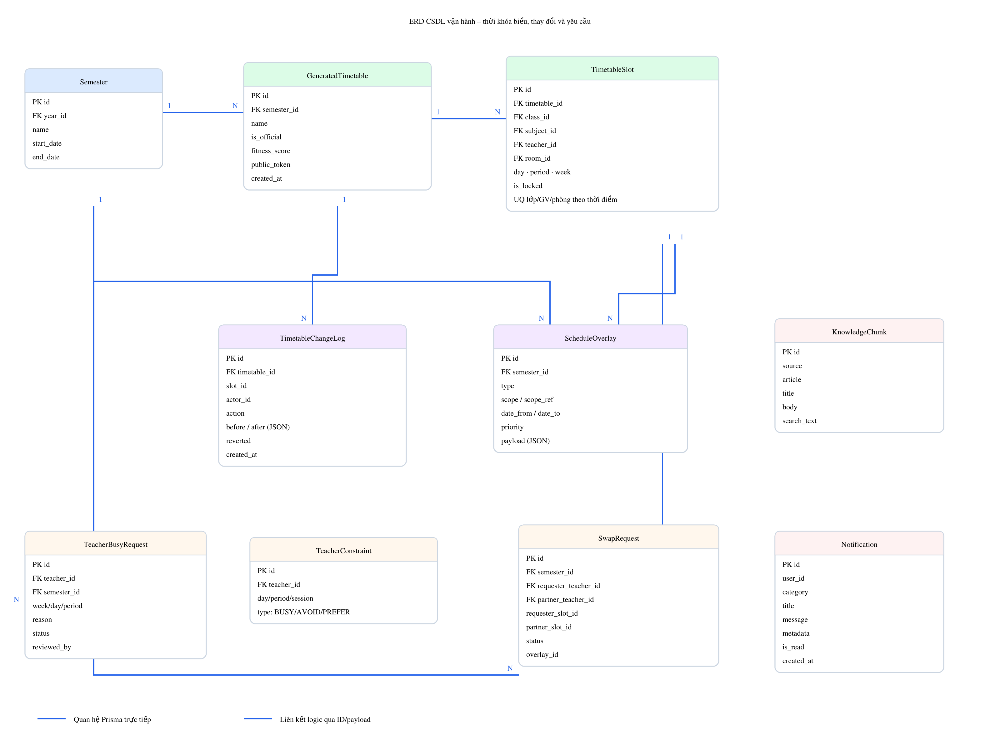 ERD CSDL vận hành – thời khóa biểu, thay đổi và yêu cầu
Semester
PK id
FK year_id
name
start_date
end_date
1
N
GeneratedTimetable
PK id
FK semester_id
name
is_official
fitness_score
public_token
created_at
1
N
TimetableSlot
PK id
FK timetable_id
FK class_id
FK subject_id
FK teacher_id
FK room_id
day · period · week
is_locked
UQ lớp/GV/phòng theo thời điểm
1
1
1
1
N
N
N
TimetableChangeLog
PK id
FK timetable_id
slot_id
actor_id
action
before / after (JSON)
reverted
created_at
ScheduleOverlay
PK id
FK semester_id
type
scope / scope_ref
date_from / date_to
priority
payload (JSON)
KnowledgeChunk
PK id
source
article
title
body
search_text
N
TeacherBusyRequest
PK id
FK teacher_id
FK semester_id
week/day/period
reason
status
reviewed_by
TeacherConstraint
PK id
FK teacher_id
day/period/session
type: BUSY/AVOID/PREFER
N
SwapRequest
PK id
FK semester_id
FK requester_teacher_id
FK partner_teacher_id
requester_slot_id
partner_slot_id
status
overlay_id
Notification
PK id
user_id
category
title
message
metadata
is_read
created_at
Quan hệ Prisma trực tiếp
Liên kết logic qua ID/payload